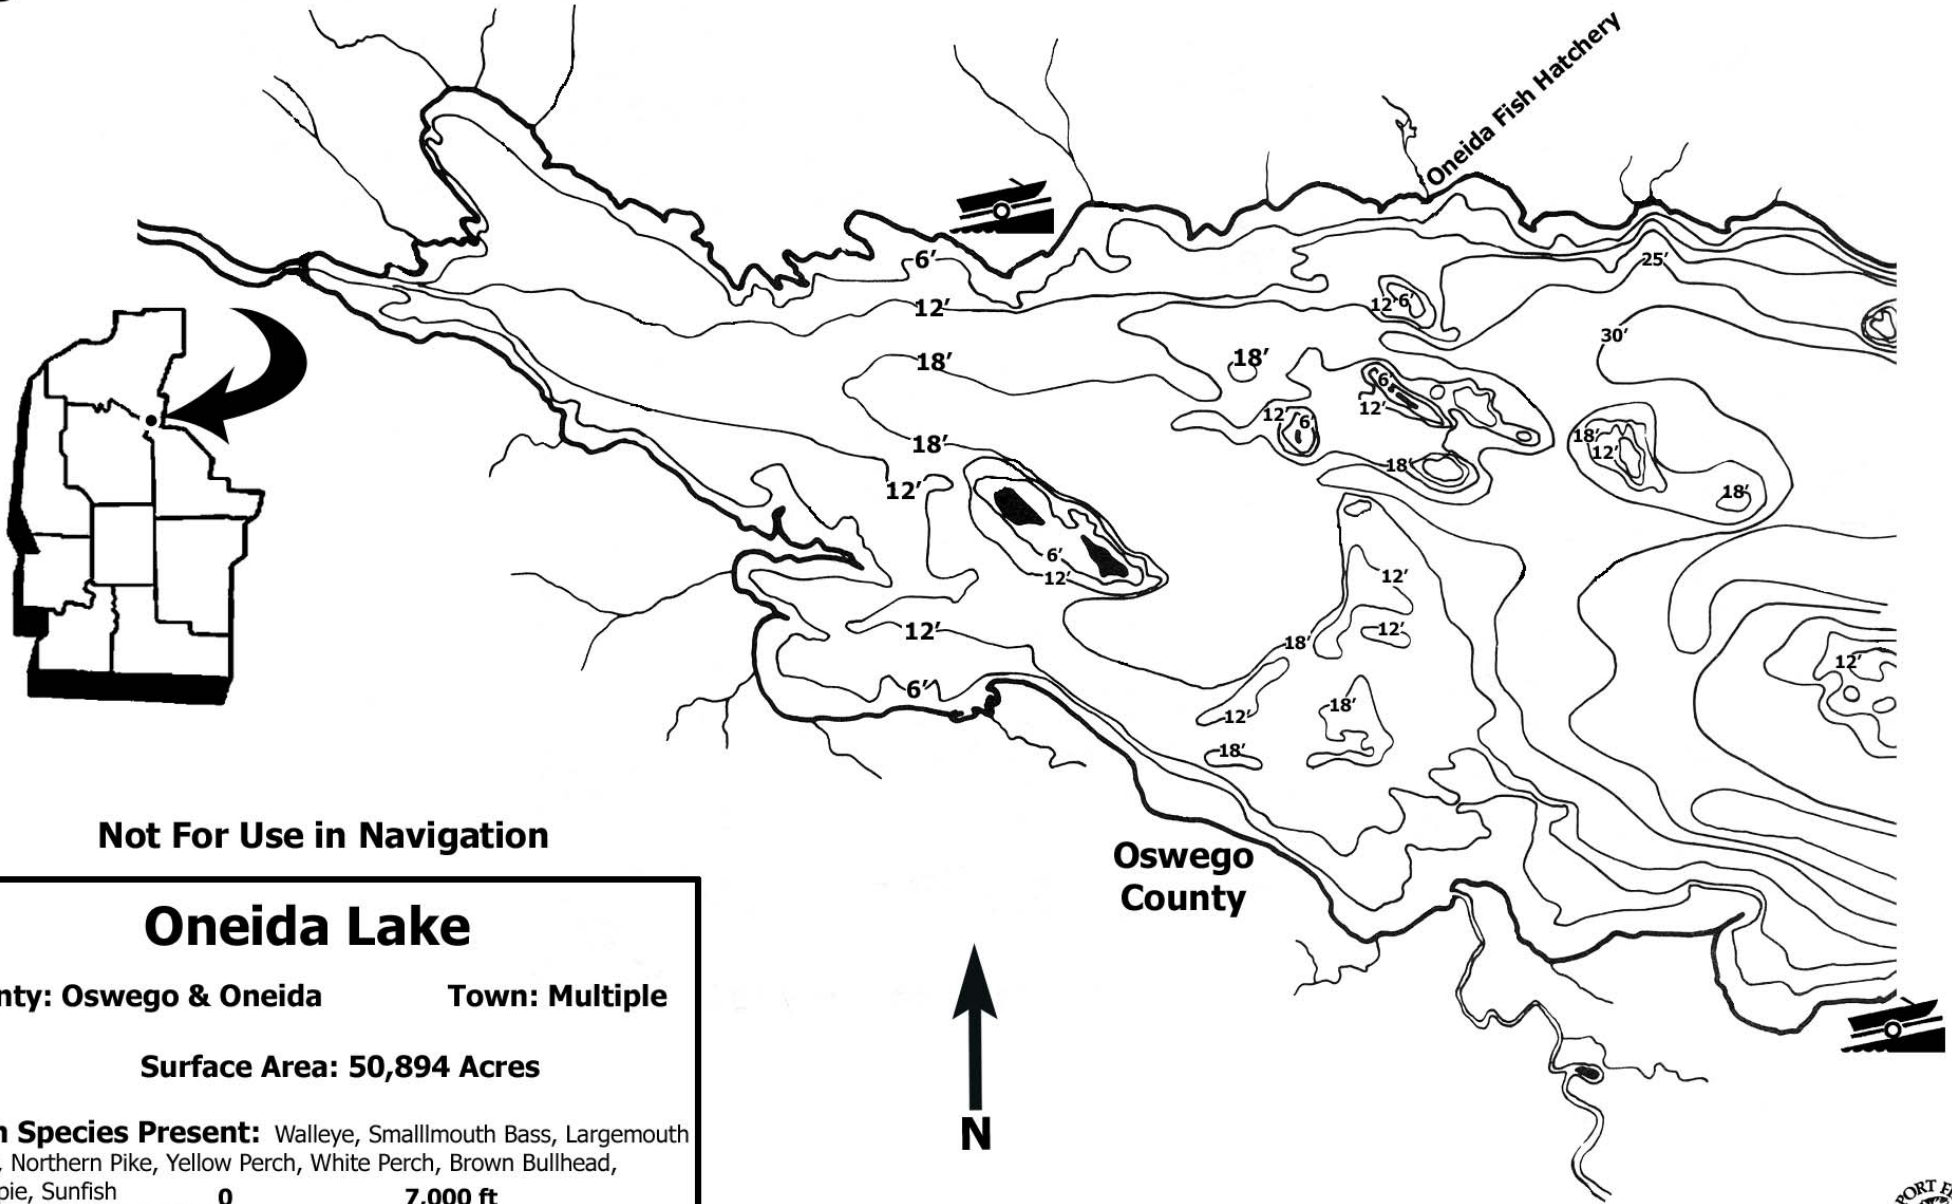 Oneida Fish Hatchery
6’
25’
12’
12’ 6’
30’
18’
18’
6’
12’
12’
6’
18’
18’
12’
18’
12’
18’
6’
12’
12’
12’
12’
18’
12’
6’
18’
12’
18’
Not For Use in Navigation
Oswego
County
Oneida Lake
nty: Oswego & Oneida Town: Multiple
Surface Area: 50,894 Acres
N
Species Present: Walleye, Smalllmouth Bass, Largemouth
, Northern Pike, Yellow Perch, White Perch, Brown Bullhead,
pie, Sunfish
0 7,000 ft
PORT